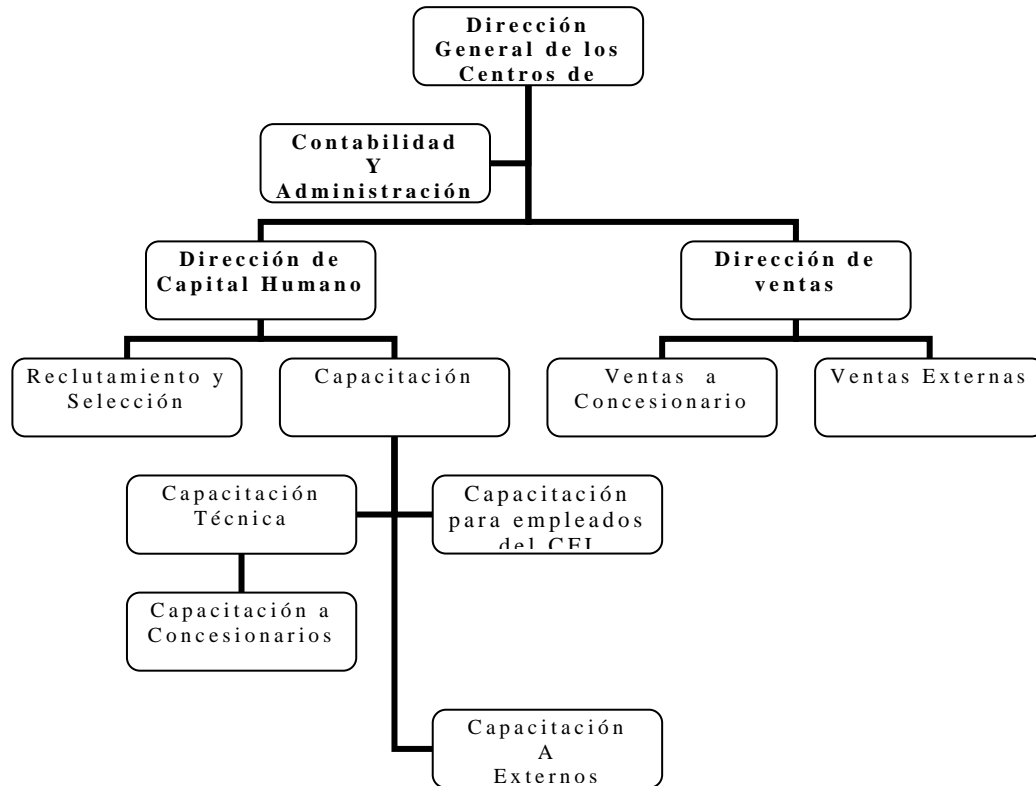 Dirección
General de los
Centros de
Contabilidad
Y
Administración
Dirección de
Capital Humano
Dirección de
ventas
Reclutamiento y
Selección
Capacitación
Ventas a
Concesionario
Ventas Externas
Capacitación
Técnica
Capacitación
para empleados
del
Capacitación a
Concesionarios
Capacitación
A
Externos